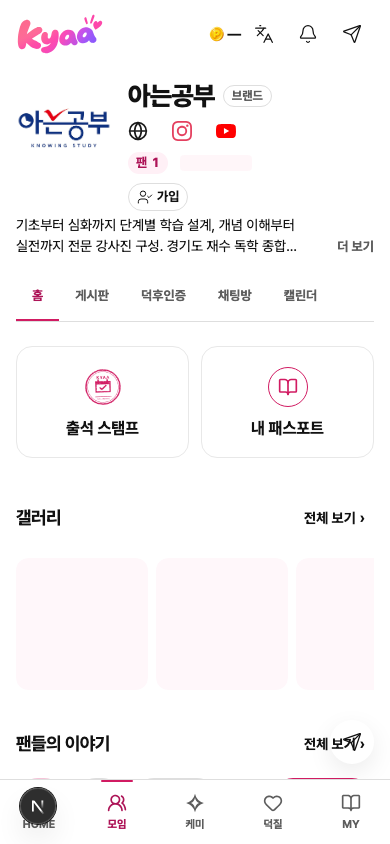 Kyaa
아는공부 브랜드
아는공부
KNOWING STUDY
팬 1
가입
기초부터 심화까지 단계별 학습 설계, 개념 이해부터
실전까지 전문 강사진 구성. 경기도 재수 독학 종합... 더 보기
홈 게시판 덕후인증 채팅방 캘린더
출석 스탬프 내 패스포트
갤러리 전체 보기 ›
팬들의 이야기 전체 보기 ›
N
HOME 모임 케미 덕질 MY